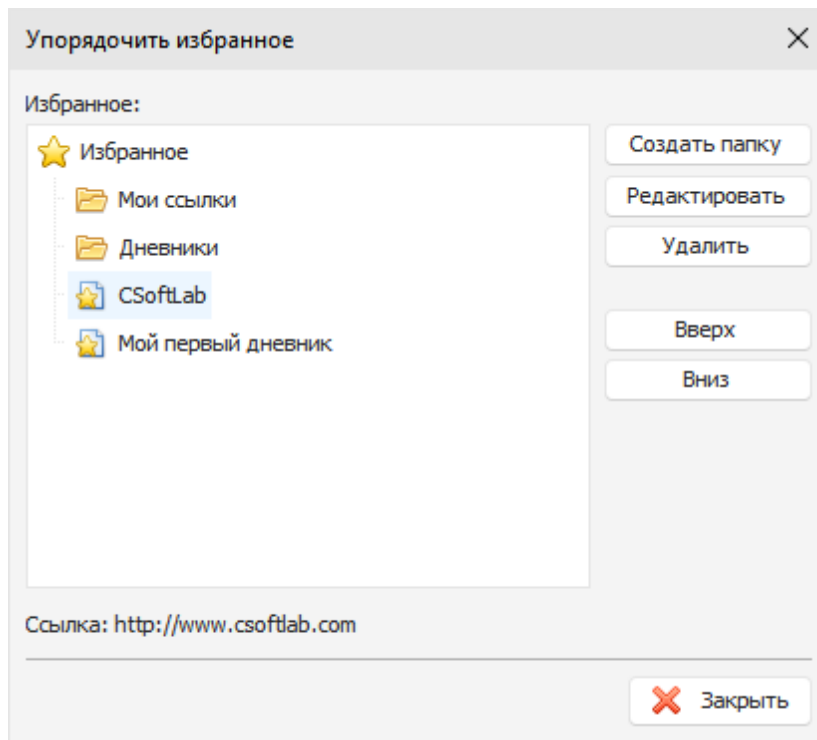 Упорядочить избранное
Избранное:
Избранное
Мои ссылки
Дневники
CSoftLab
Мой первый дневник
Создать папку
Редактировать
Удалить
Вверх
Вниз
Ссылка: http://www.csoftlab.com
Закрыть